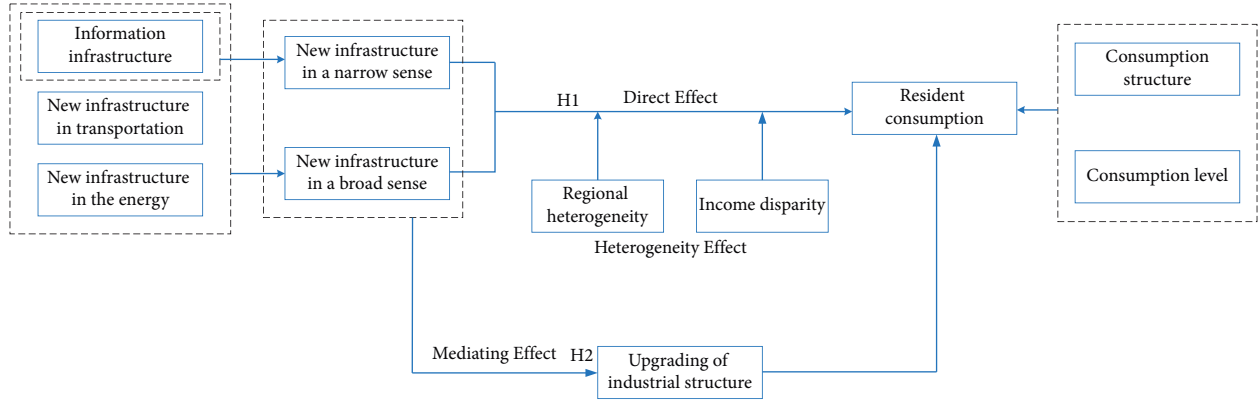 Information
infrastructure
New infrastructure
in transportation
New infrastructure
in the energy
New infrastructure
in a narrow sense
New infrastructure
in a broad sense
H1
Direct Effect
Regional
heterogeneity
Income disparity
Heterogeneity Effect
Mediating Effect
H2
Upgrading of
industrial structure
Resident
consumption
Consumption
structure
Consumption level